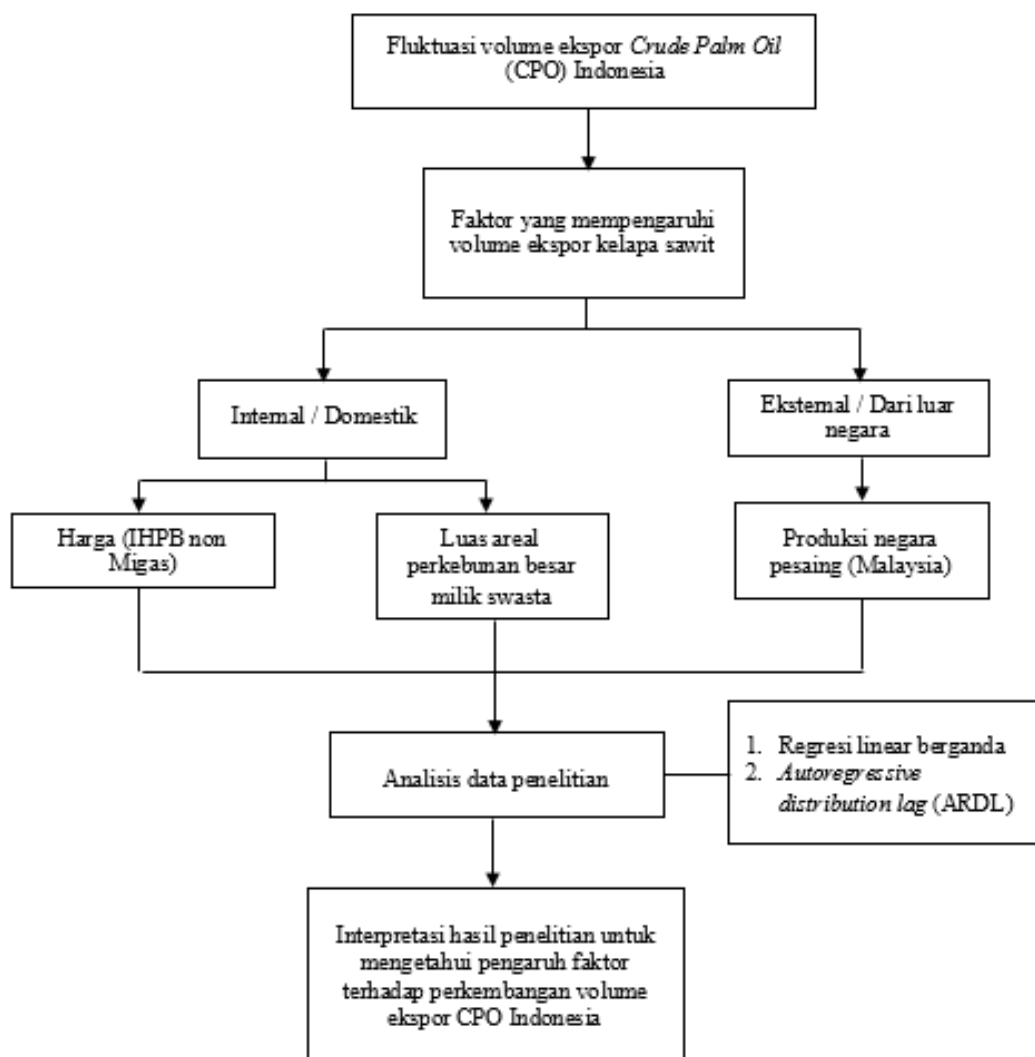 Fluktuasi volume ekspor Crude Palm Oil
(CPO) Indonesia
Faktor yang mempengaruhi
volume ekspor kelapa sawit
Internal / Domestik
Eksternal / Dari luar
negara
Harga (IHPB non
Migas)
Luas areal
perkebunan besar
milik swasta
Produksi negara
pesaing (Malaysia)
Analisis data penelitian
1. Regresi linear berganda
2. Autoregressive
distribution lag (ARDL)
Interpretasi hasil penelitian untuk
mengetahui pengaruh faktor
terhadap perkembangan volume
ekspor CPO Indonesia